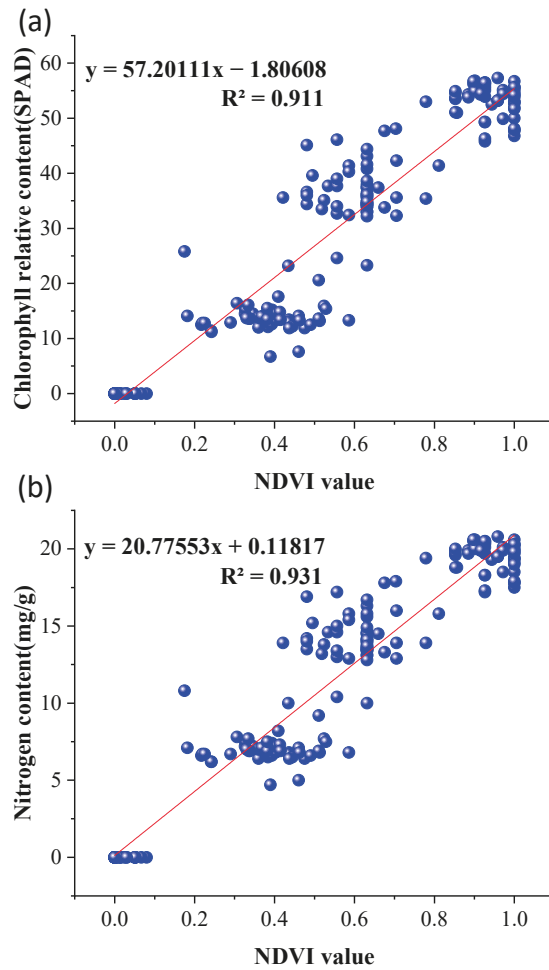 (a)
y = 57.20111x − 1.80608
R² = 0.911
Chlorophyll relative content(SPAD)
60
50
40
30
20
10
0
0.0 0.2 0.4 0.6 0.8 1.0
NDVI value
(b)
y = 20.77553x + 0.11817
R² = 0.931
Nitrogen content(mg/g)
20
15
10
5
0
0.0 0.2 0.4 0.6 0.8 1.0
NDVI value